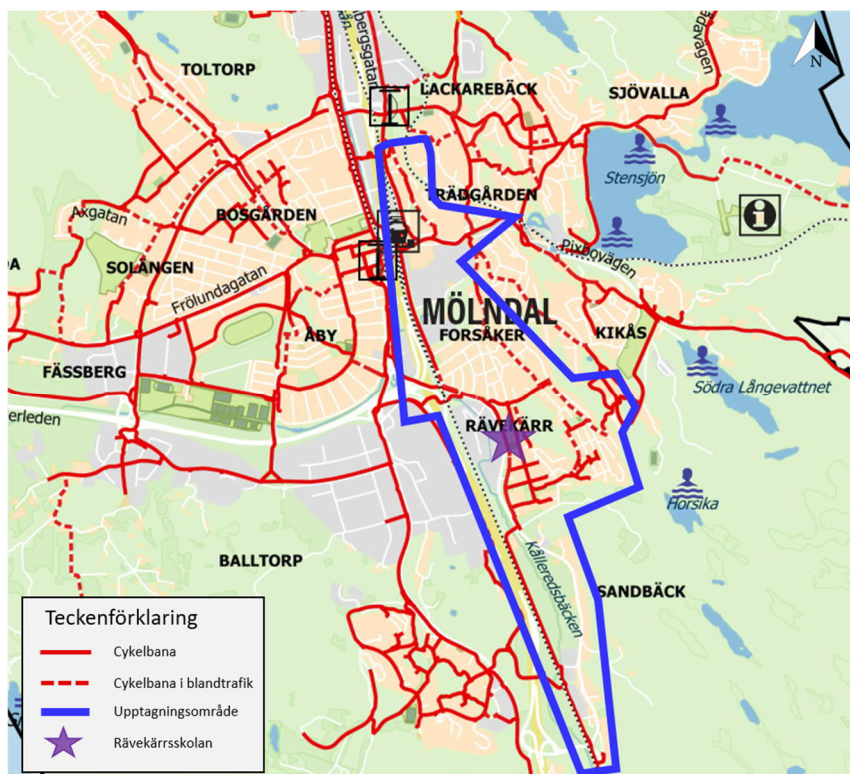 TOLTORP
LACKAREBÄCK
SJÖVALLA
N
Stensjön
TRÄDGÅRDEN
BOSGÅRDEN
Axgatan
SOLÄNGEN
Frölundagatan
Pixbovägen
MÖLNDAL
FORSÅKER
KIKÅS
ÅBY
FÄSSBERG
Södra Långevattnet
erleden
RÄVEKÄRR
Horsika
Kålleredsbäcken
BALLTORP
SANDBÄCK
Teckenförklaring
Cykelbana
Cykelbana i blandtrafik
Upptagningsområde
Rävekärrsskolan